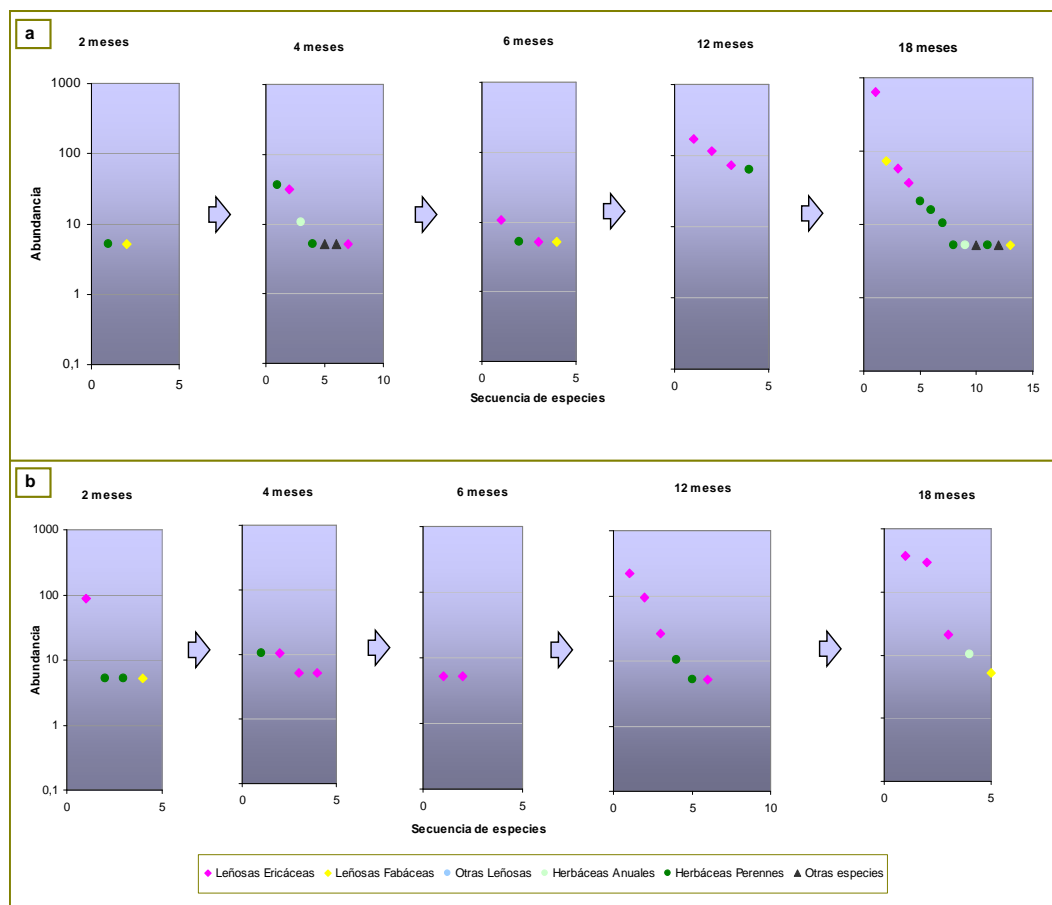 a
2 meses
4 meses
6 meses
12 meses
18 meses
Abundancia
1000
100
10
1
0,1
0 5
0 5 10
0 5
0 5
0 5 10 15
Secuencia de especies
b
2 meses
4 meses
6 meses
12 meses
18 meses
Abundancia
1000
100
10
1
0,1
0 5
0 5
0 5
0 5 10
0 5
Secuencia de especies
Leñosas Ericáceas Leñosas Fabáceas Otras Leñosas Herbáceas Anuales Herbáceas Perennes Otras especies